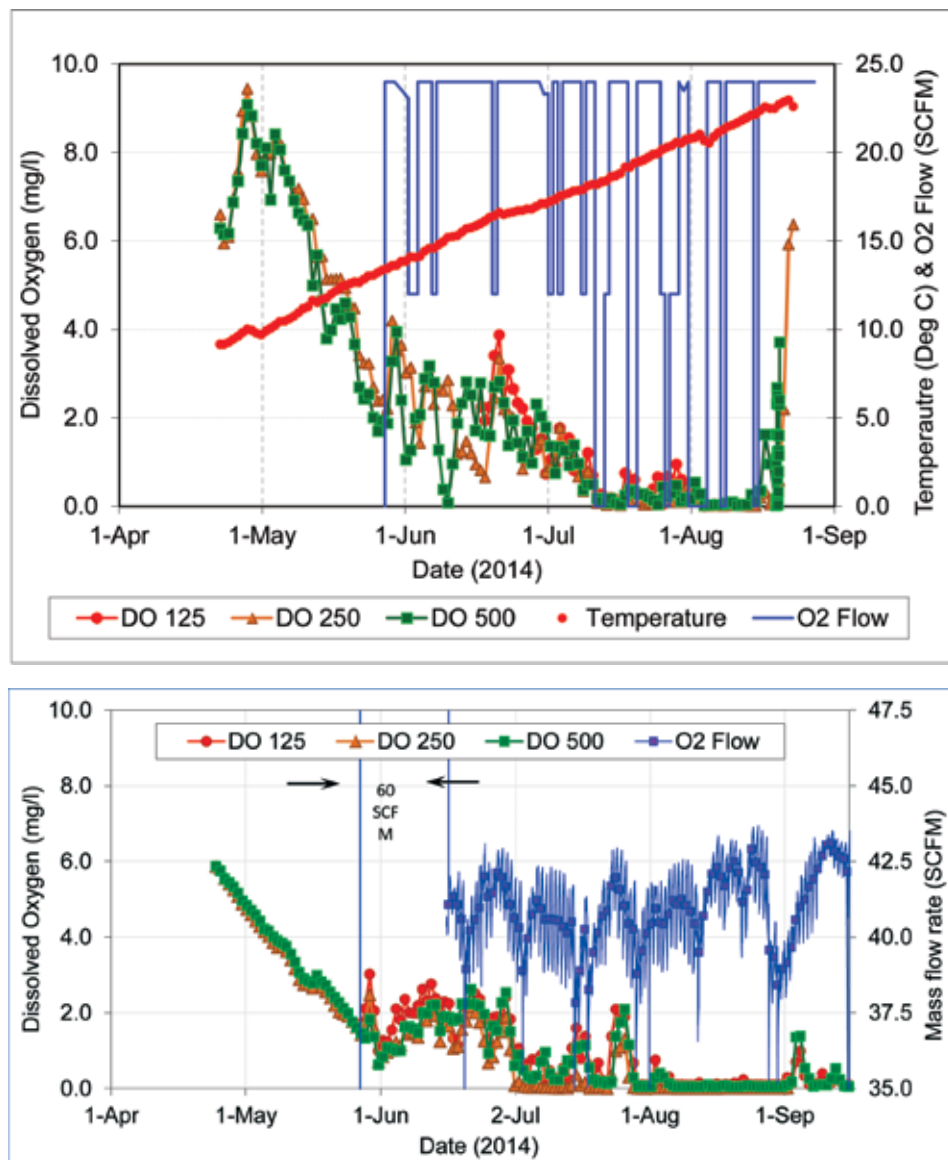 10.0
8.0
6.0
4.0
2.0
0.0
Dissolved Oxygen (mg/l)
25.0
20.0
15.0
10.0
5.0
0.0
Temperautre (Deg C) & O2 Flow (SCFM)
1-Apr 1-May 1-Jun 1-Jul 1-Aug 1-Sep
Date (2014)
DO 125 DO 250 DO 500 Temperature O2 Flow
10.0
8.0
6.0
4.0
2.0
0.0
Dissolved Oxygen (mg/l)
DO 125 DO 250 DO 500 O2 Flow
60
SCF
M
47.5
45.0
42.5
40.0
37.5
35.0
Mass flow rate (SCFM)
1-Apr 1-May 1-Jun 2-Jul 1-Aug 1-Sep
Date (2014)